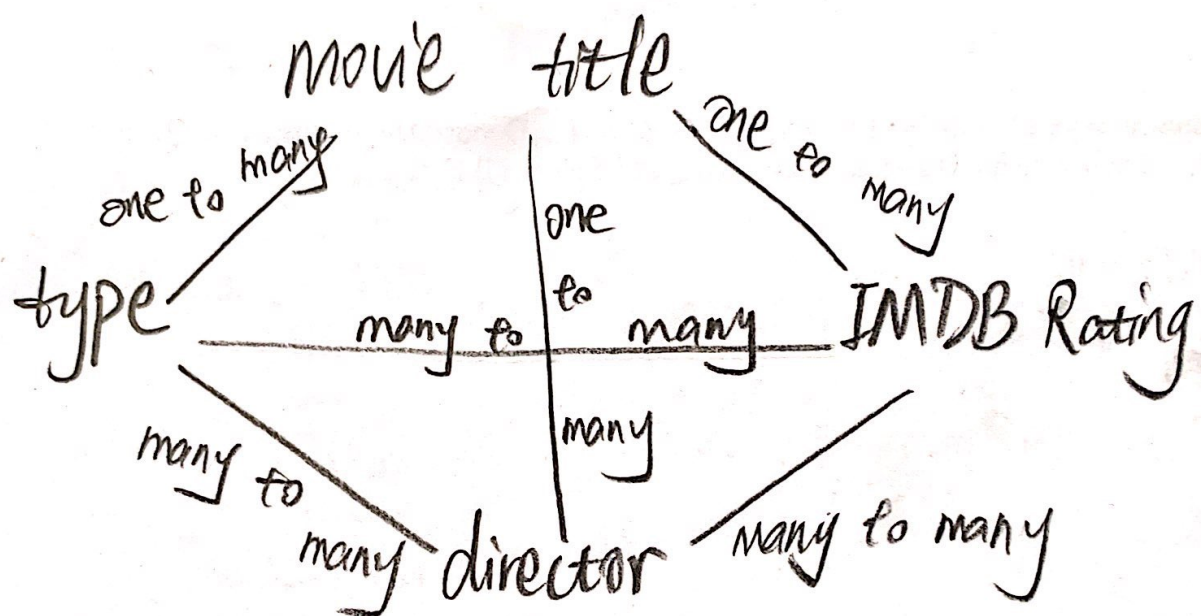 movie title
one to many
one to many
one
to
many
type
many to many
IMDB Rating
many to
many
director
many to many